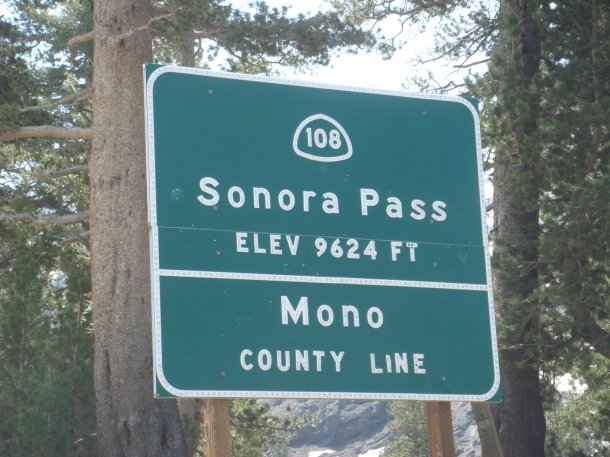 108
Sonora Pass
ELEV 9624 FT
Mono
COUNTY LINE